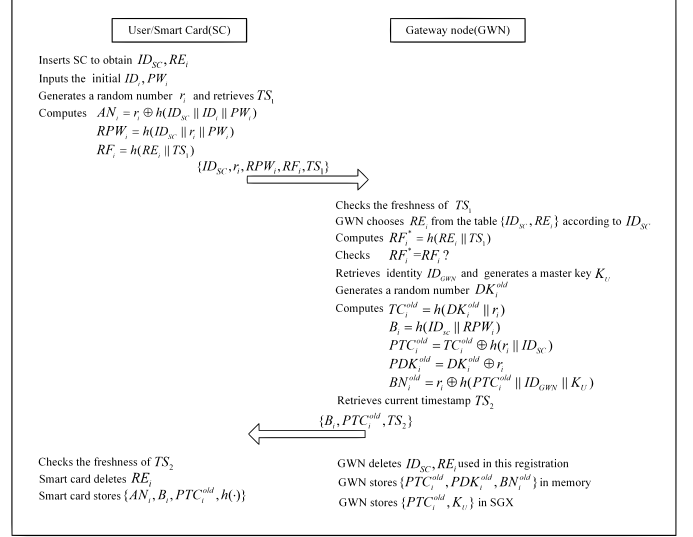 User/Smart Card(SC)
Gateway node(GWN)
Inserts SC to obtain ID_SC, RE_i
Inputs the initial ID_i, PW_i
Generates a random number r_i and retrieves TS_1
Computes AN_i = r_i ⊕ h(ID_SC || ID_i || PW_i)
RPW_i = h(ID_SC || r_i || PW_i)
RF_i = h(RE_i || TS_1)
{ID_SC, r_i, RPW_i, RF_i, TS_1}
Checks the freshness of TS_1
GWN chooses RE_i from the table {ID_SC, RE_i} according to ID_SC
Computes RF_i^* = h(RE_i || TS_1)
Checks RF_i^*=RF_i ?
Retrieves identity ID_GWN and generates a master key K_U
Generates a random number DK_i^old
Computes TC_i^old = h(DK_i^old || r_i)
B_i = h(ID_sc || RPW_i)
PTC_i^old = TC_i^old ⊕ h(r_i || ID_SC)
PDK_i^old = DK_i^old ⊕ r_i
BN_i^old = r_i ⊕ h(PTC_i^old || ID_GWN || K_U)
Retrieves current timestamp TS_2
{B_i, PTC_i^old, TS_2}
Checks the freshness of TS_2
Smart card deletes RE_i
Smart card stores {AN_i, B_i, PTC_i^old, h(·)}
GWN deletes ID_SC, RE_i used in this registration
GWN stores {PTC_i^old, PDK_i^old, BN_i^old} in memory
GWN stores {PTC_i^old, K_U} in SGX